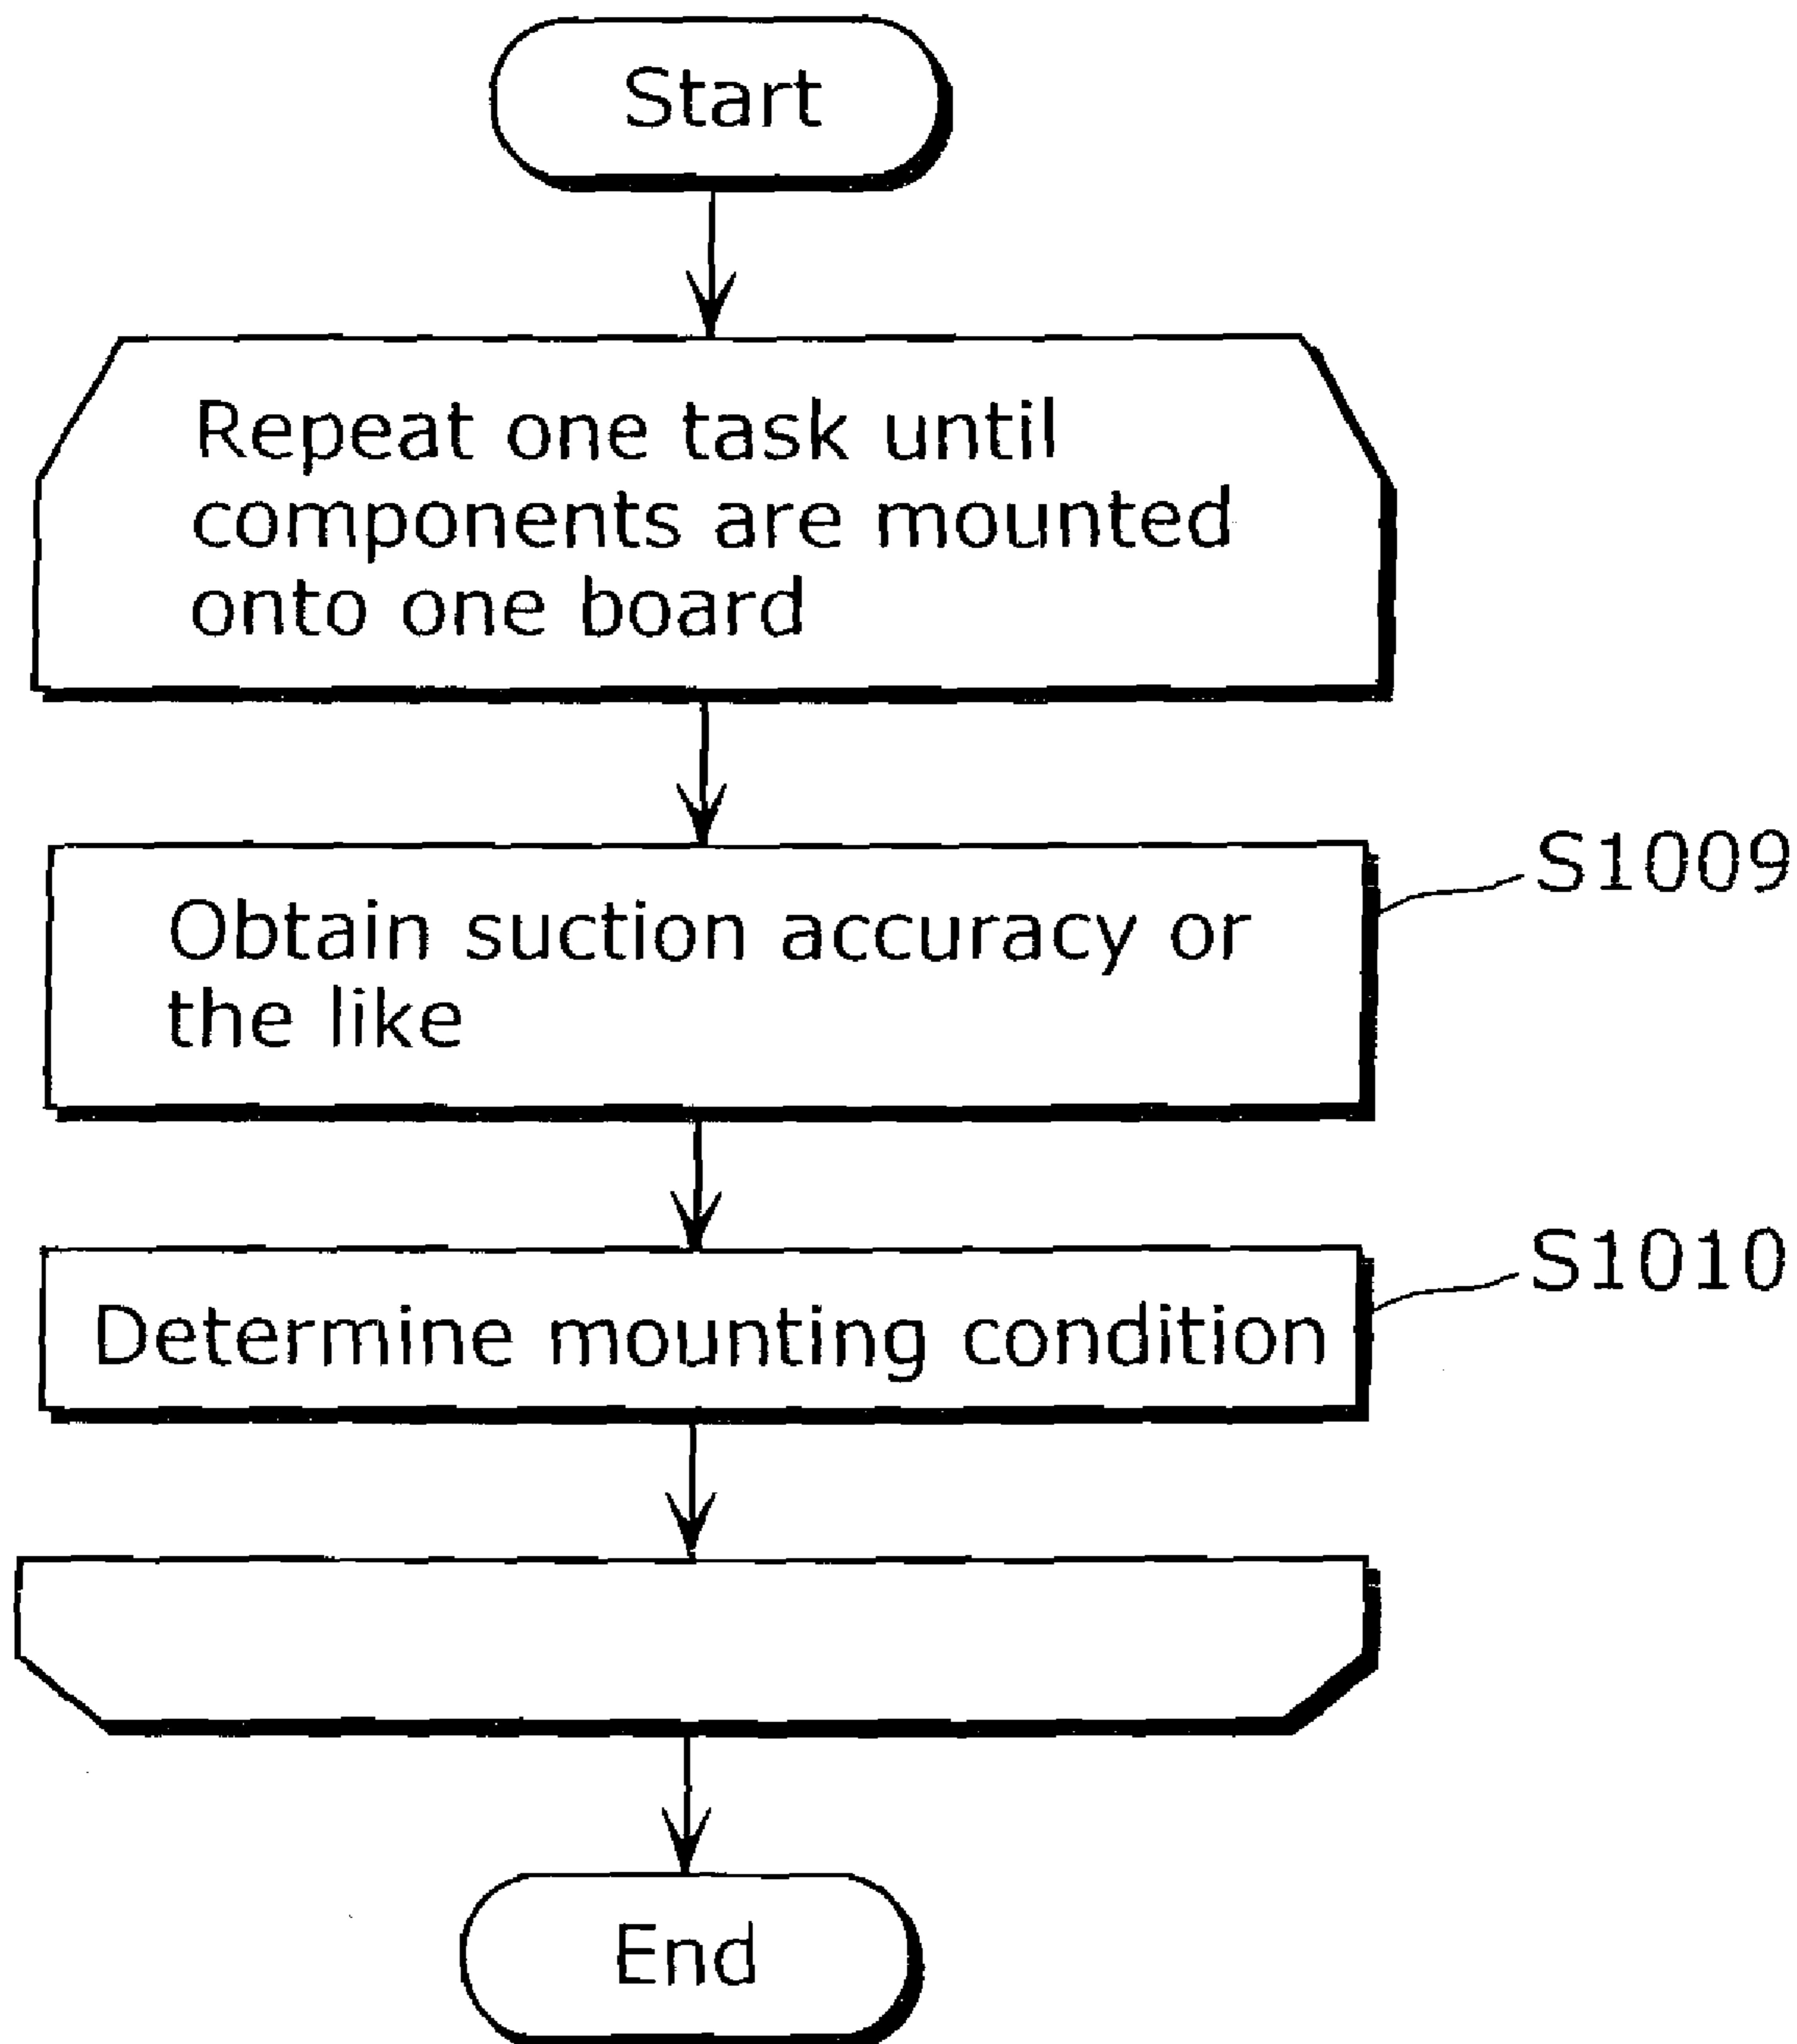 Start
Repeat one task until
components are mounted
onto one board
S1009
Obtain suction accuracy or
the like
S1010
Determine mounting condition
End